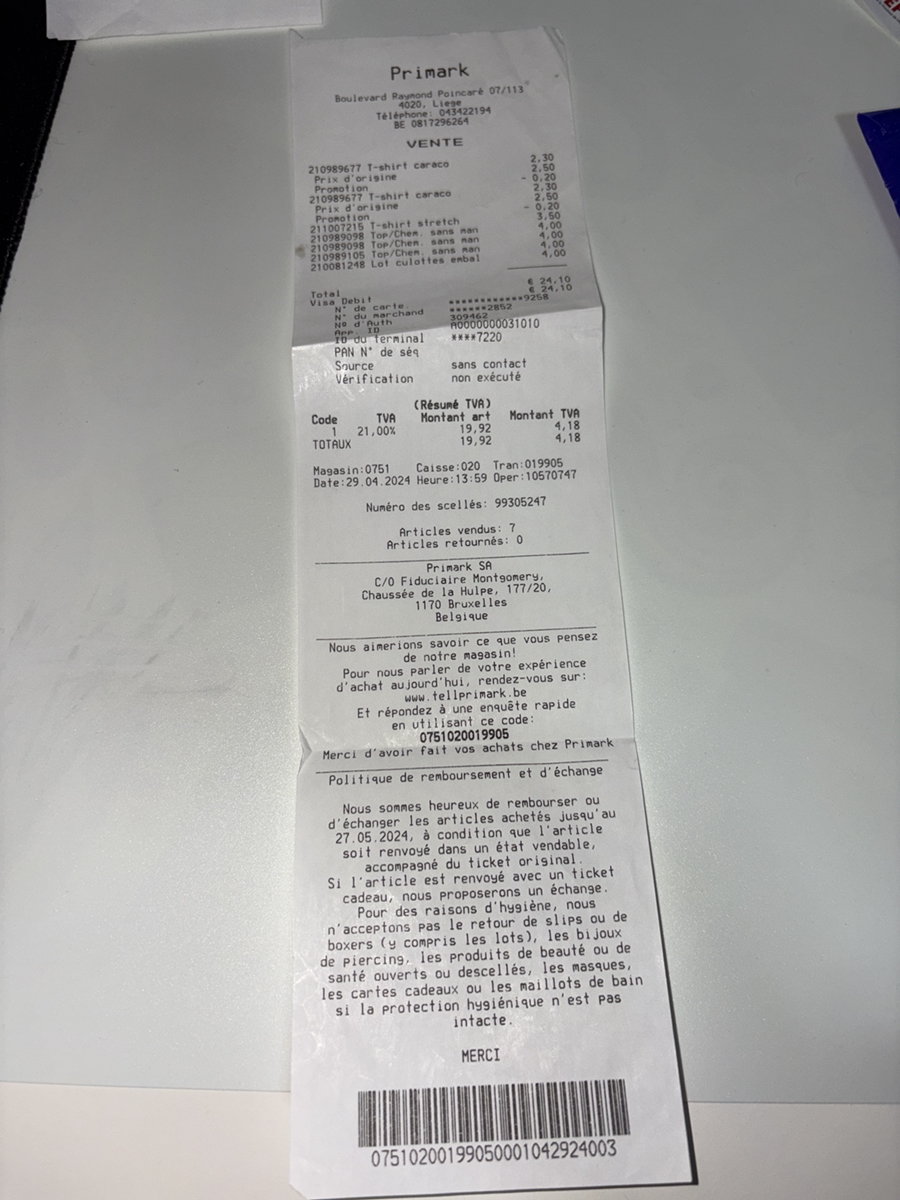 Primark
Boulevard Raymond Poincaré 07/113
4020, Liege
Téléphone: 043422194
BE 0817296264
VENTE
210989677 T-shirt caraco 2,30
Prix d'origine 2,50
Promotion - 0,20
210989677 T-shirt caraco 2,30
Prix d'origine 2,50
Promotion - 0,20
211007215 T-shirt stretch 3,50
210989098 Top/Chem. sans man 4,00
210989098 Top/Chem. sans man 4,00
210989105 Top/Chem. sans man 4,00
210081248 Lot culottes embal 4,00
Total € 24,10
Visa Debit € 24,10
N° de carte. ************9258
N° du marchand ******2852
N° d'Auth 309462
App. ID A0000000031010
ID du Terminal ****7220
PAN N° de séq
Source sans contact
Vérification non exécuté
(Résumé TVA)
Code TVA Montant art Montant TVA
1 21,00% 19,92 4,18
TOTAUX 19,92 4,18
Magasin:0751 Caisse:020 Tran:019905
Date:29.04.2024 Heure:13:59 Oper:10570747
Numéro des scellés: 99305247
Articles vendus: 7
Articles retournés: 0
Primark SA
C/O Fiduciaire Montgomery,
Chaussée de la Hulpe, 177/20,
1170 Bruxelles
Belgique
Nous aimerions savoir ce que vous pensez
de notre magasin!
Pour nous parler de votre expérience
d'achat aujourd'hui, rendez-vous sur:
www.tellprimark.be
Et répondez à une enquête rapide
en utilisant ce code:
0751020019905
Merci d'avoir fait vos achats chez Primark
Politique de remboursement et d'échange
Nous sommes heureux de rembourser ou
d'échanger les articles achetés jusqu'au
27.05.2024, à condition que l'article
soit renvoyé dans un état vendable,
accompagné du ticket original.
Si l'article est renvoyé avec un ticket
cadeau, nous proposerons un échange.
Pour des raisons d'hygiène, nous
n'acceptons pas le retour de slips ou de
boxers (y compris les lots), les bijoux
de piercing, les produits de beauté ou de
santé ouverts ou descellés, les masques,
les cartes cadeaux ou les maillots de bain
si la protection hygiénique n'est pas
intacte.
MERCI
07510200199050001042924003